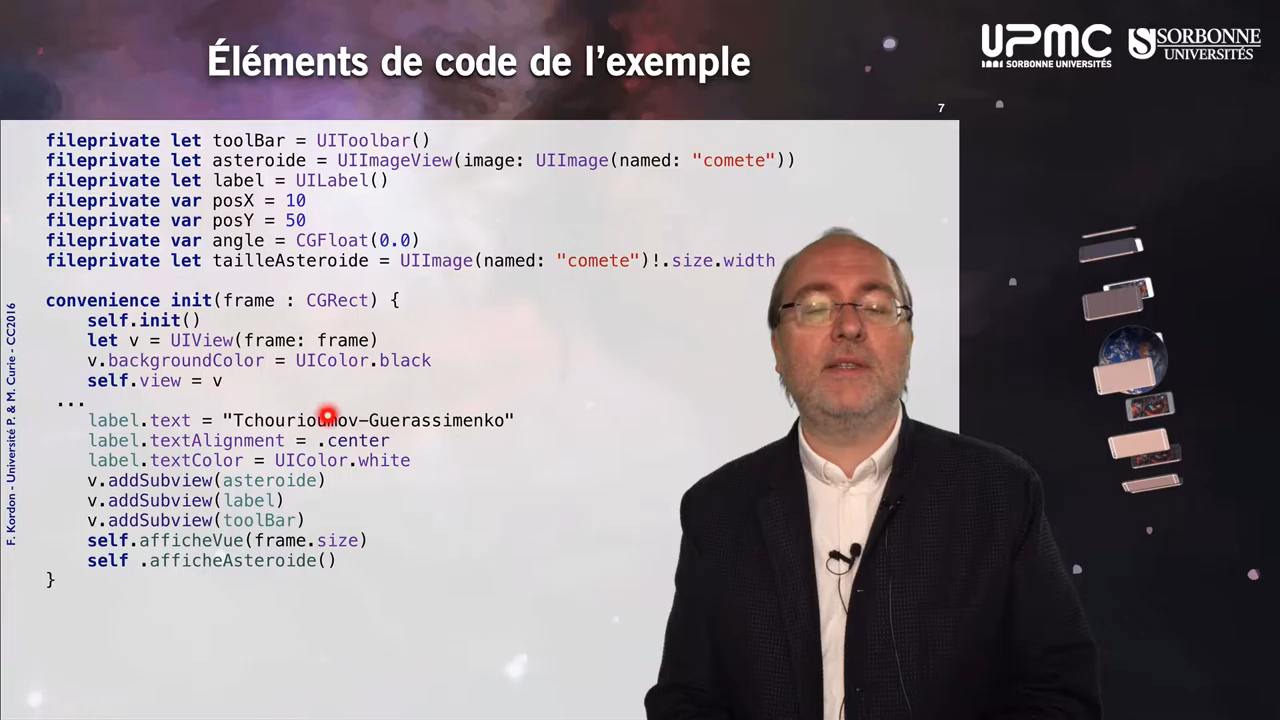 Éléments de code de l'exemple
UPMC
SORBONNE UNIVERSITÉS
SORBONNE
UNIVERSITÉS
7
fileprivate let toolBar = UIToolbar()
fileprivate let asteroide = UIImageView(image: UIImage(named: "comete"))
fileprivate let label = UILabel()
fileprivate var posX = 10
fileprivate var posY = 50
fileprivate var angle = CGFloat(0.0)
fileprivate var tailleAsteroide = UIImage(named: "comete")!.size.width
convenience init(frame : CGRect) {
self.init()
let v = UIView(frame: frame)
v.backgroundColor = UIColor.black
self.view = v
...
label.text = "Tchourioumov-Guerassimenko"
label.textAlignment = .center
label.textColor = UIColor.white
v.addSubview(asteroide)
v.addSubview(label)
v.addSubview(toolBar)
self.afficheVue(frame.size)
self .afficheAsteroide()
}
F. Kordon - Université P. & M. Curie - CC2016